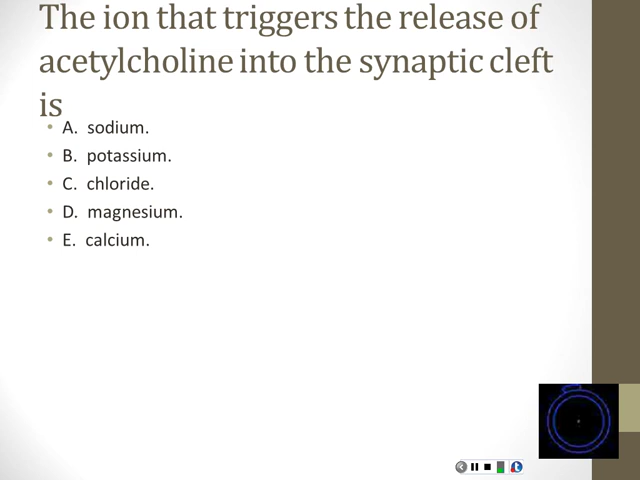 The ion that triggers the release of
acetylcholine into the synaptic cleft
is
• A. sodium.
• B. potassium.
• C. chloride.
• D. magnesium.
• E. calcium.